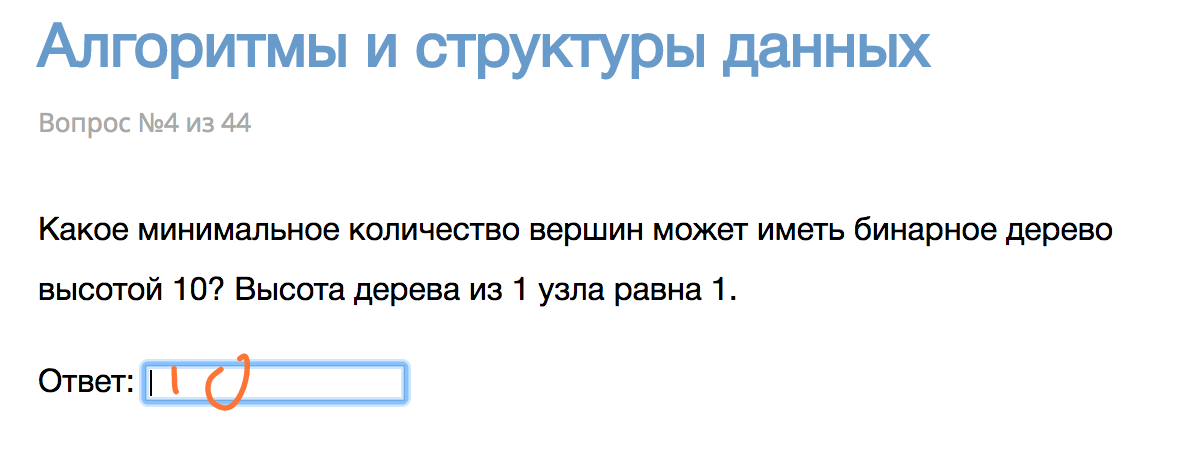 Алгоритмы и структуры данных
Вопрос №4 из 44
Какое минимальное количество вершин может иметь бинарное дерево
высотой 10? Высота дерева из 1 узла равна 1.
Ответ: 10